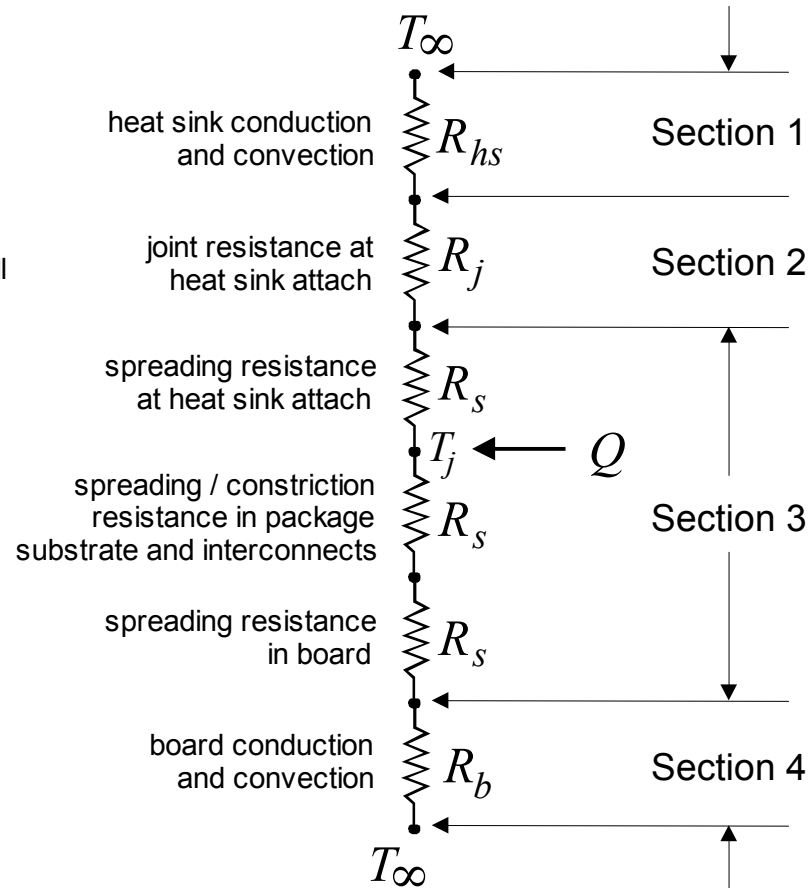 T∞
heat sink conduction
and convection
R_hs
Section 1
l
joint resistance at
heat sink attach
R_j
Section 2
spreading resistance
at heat sink attach
R_s
T_j
Q
spreading / constriction
resistance in package
substrate and interconnects
R_s
Section 3
spreading resistance
in board
R_s
board conduction
and convection
R_b
Section 4
T∞